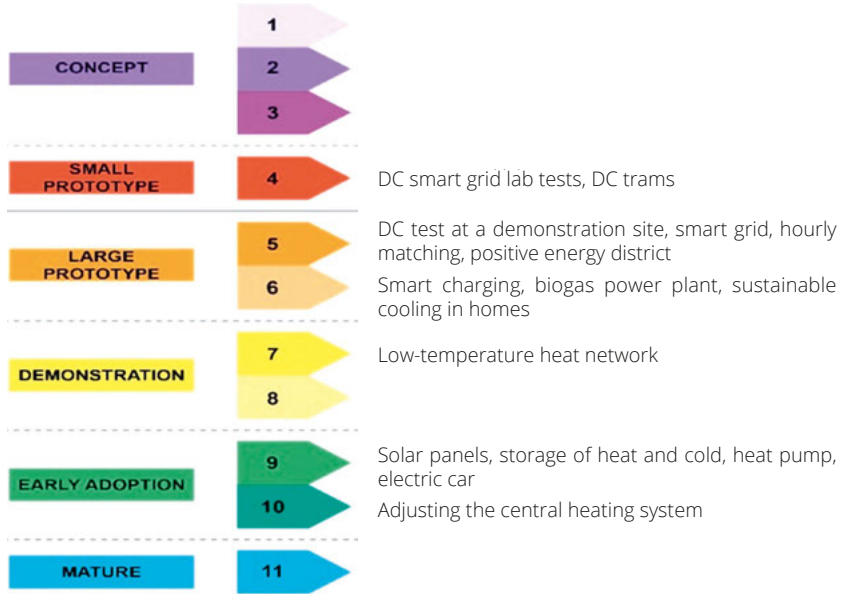 1
CONCEPT
2
3
SMALL
PROTOTYPE
4
DC smart grid lab tests, DC trams
5
DC test at a demonstration site, smart grid, hourly
matching, positive energy district
LARGE
PROTOTYPE
6
Smart charging, biogas power plant, sustainable
cooling in homes
7
Low-temperature heat network
DEMONSTRATION
8
9
Solar panels, storage of heat and cold, heat pump,
electric car
EARLY ADOPTION
10
Adjusting the central heating system
MATURE
11